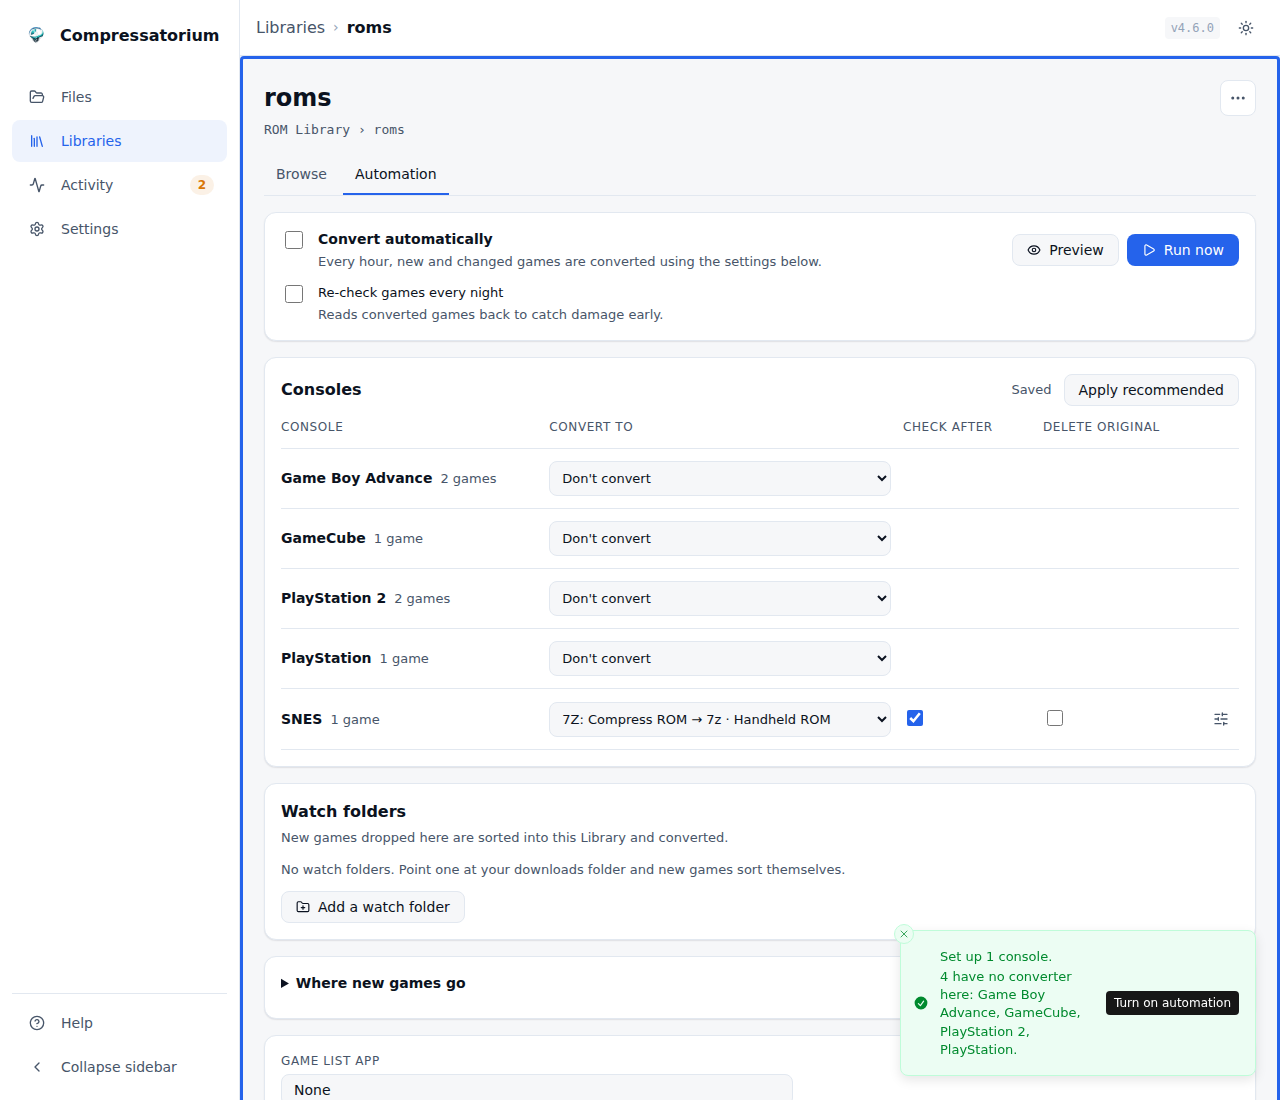 Compressatorium
Files
Libraries
Activity
2
Settings
Help
Collapse sidebar
Libraries › roms
v4.6.0
roms
ROM Library › roms
Browse
Automation
Convert automatically
Every hour, new and changed games are converted using the settings below.
Preview
Run now
Re-check games every night
Reads converted games back to catch damage early.
Consoles
Saved
Apply recommended
CONSOLE
CONVERT TO
CHECK AFTER
DELETE ORIGINAL
Game Boy Advance 2 games
Don't convert
GameCube 1 game
Don't convert
PlayStation 2 2 games
Don't convert
PlayStation 1 game
Don't convert
SNES 1 game
7Z: Compress ROM → 7z · Handheld ROM
Watch folders
New games dropped here are sorted into this Library and converted.
No watch folders. Point one at your downloads folder and new games sort themselves.
Add a watch folder
Where new games go
GAME LIST APP
None
Set up 1 console.
4 have no converter
here: Game Boy
Advance, GameCube,
PlayStation 2,
PlayStation.
Turn on automation